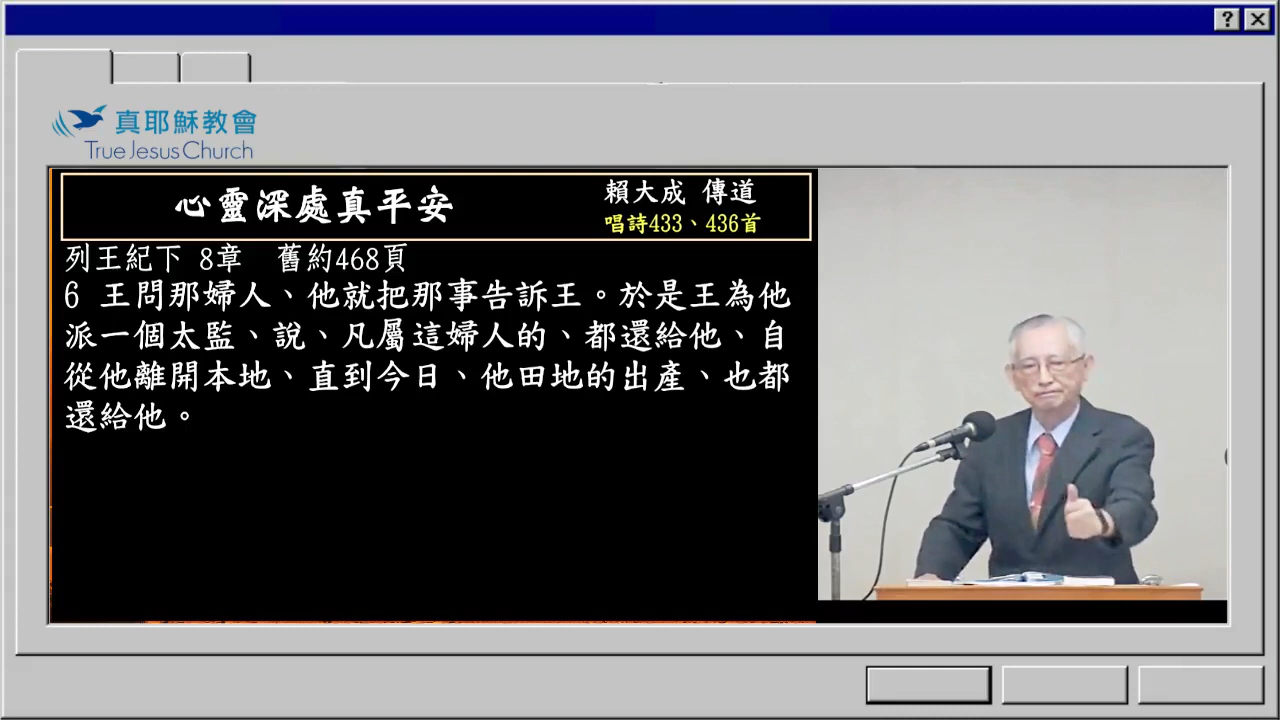 真耶穌教會
True Jesus Church
心靈深處真平安
賴大成 傳道
唱詩433、436首
列王紀下 8章 舊約468頁
6 王問那婦人、他就把那事告訴王。於是王為他
派一個太監、說、凡屬這婦人的、都還給他、自
從他離開本地、直到今日、他田地的出產、也都
還給他。